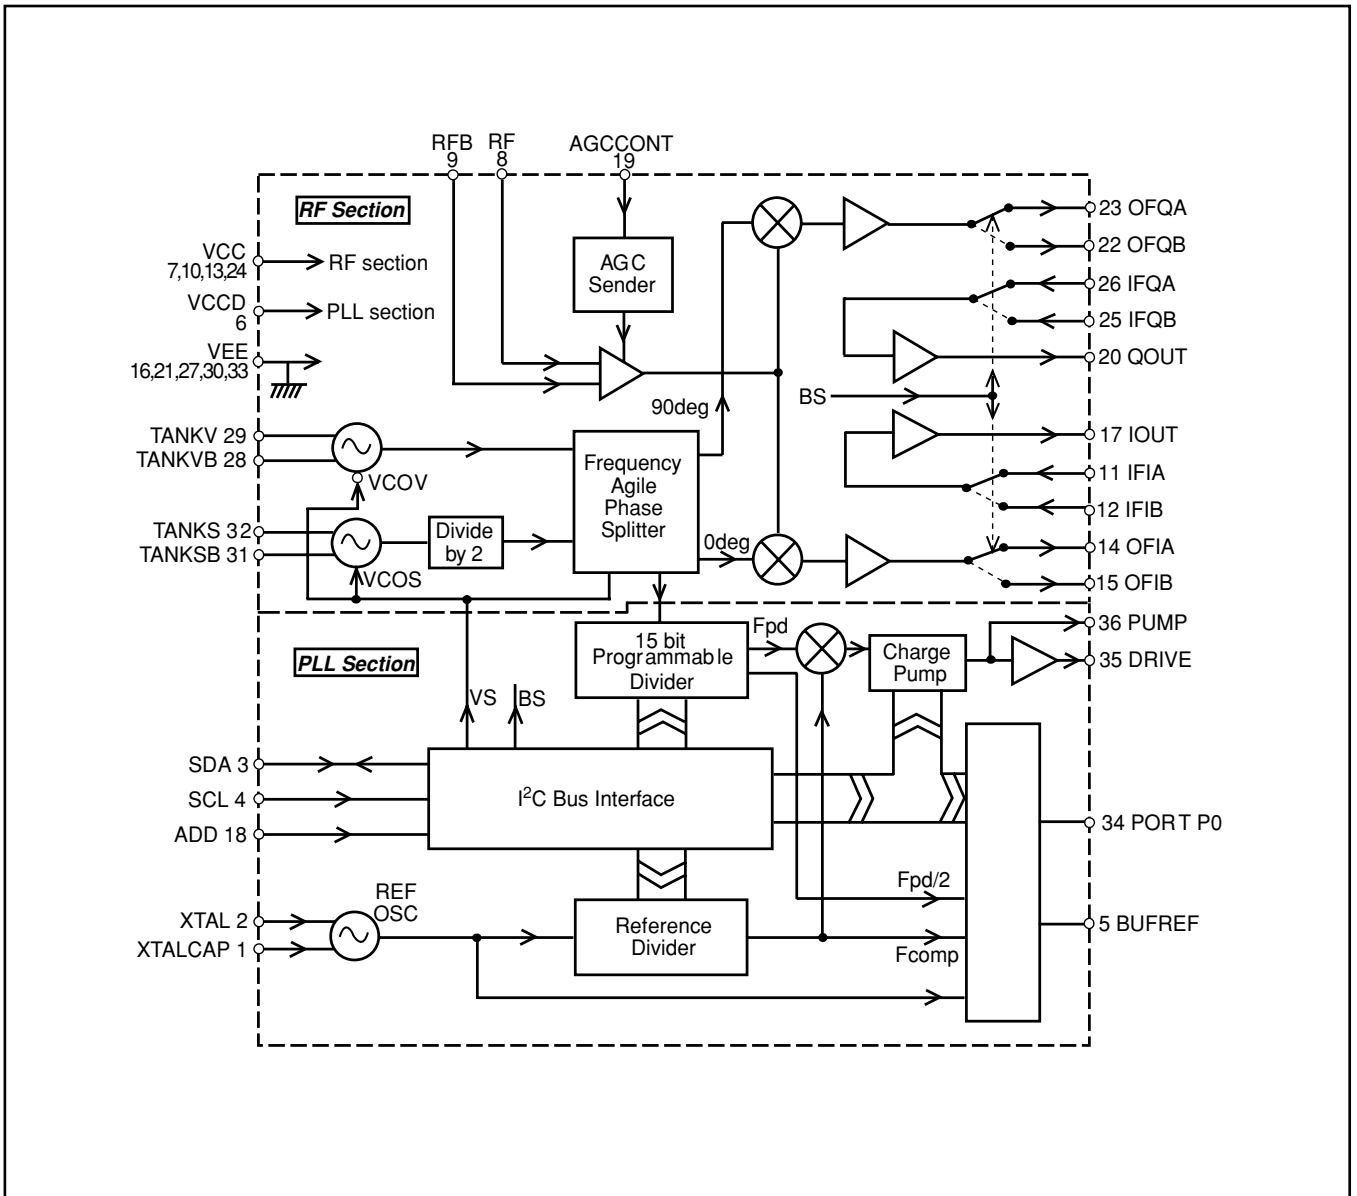 RFB
9
RF
8
AGCCONT
19
RF Section
23 OFQA
22 OFQB
VCC
7,10,13,24
RF section
AGC
Sender
26 IFQA
VCCD
6
PLL section
25 IFQB
VEE
16,21,27,30,33
20 QOUT
BS
90deg
TANKV 29
TANKVB 28
17 IOUT
VCOV
Frequency
Agile
Phase
Splitter
11 IFIA
12 IFIB
TANKS 32
TANKSB 31
Divide
by 2
0deg
14 OFIA
VCOS
15 OFIB
PLL Section
15 bit
Programmable
Divider
Fpd
Charge
Pump
36 PUMP
35 DRIVE
VS
BS
SDA 3
SCL 4
ADD 18
I2C Bus Interface
34 PORT P0
REF
OSC
Fpd/2
XTAL 2
XTALCAP 1
Reference
Divider
Fcomp
5 BUFREF